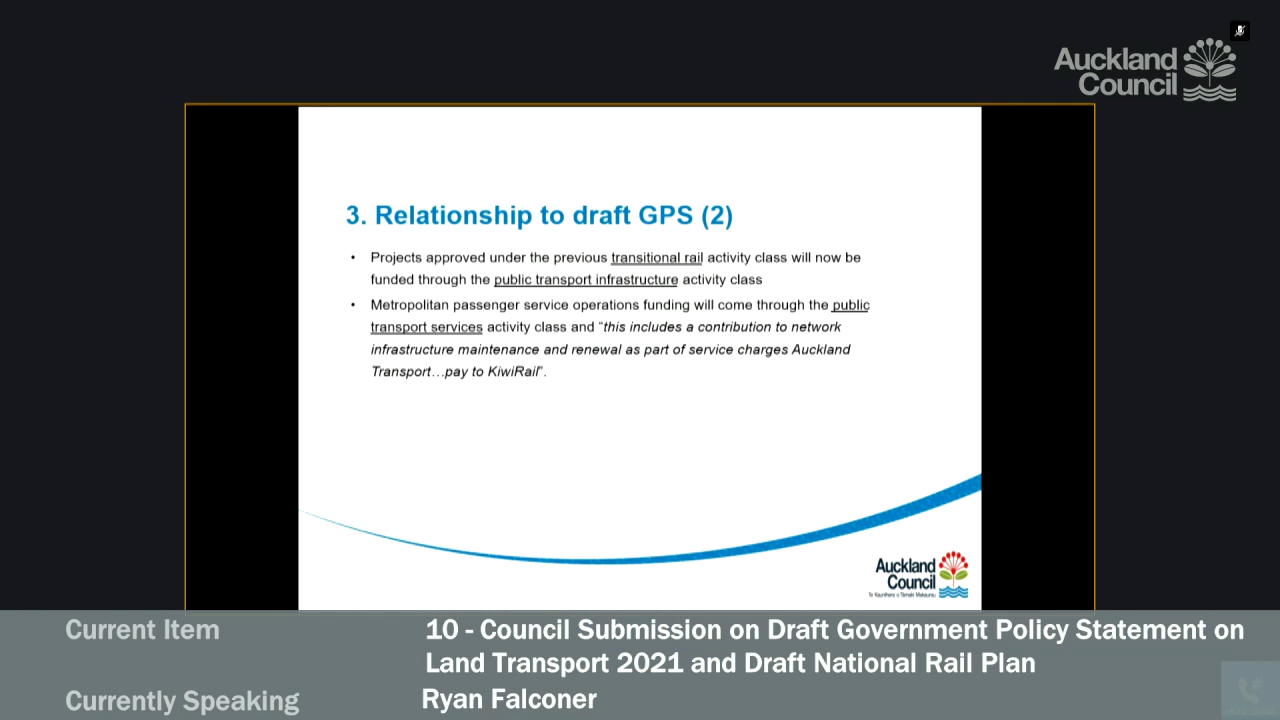 Auckland
Council
3. Relationship to draft GPS (2)
• Projects approved under the previous transitional rail activity class will now be
funded through the public transport infrastructure activity class
• Metropolitan passenger service operations funding will come through the public
transport services activity class and “this includes a contribution to network
infrastructure maintenance and renewal as part of service charges Auckland
Transport…pay to KiwiRail”.
Auckland
Council
Te Kaunihera o Tāmaki Makaurau
Current Item
10 - Council Submission on Draft Government Policy Statement on
Land Transport 2021 and Draft National Rail Plan
Currently Speaking
Ryan Falconer